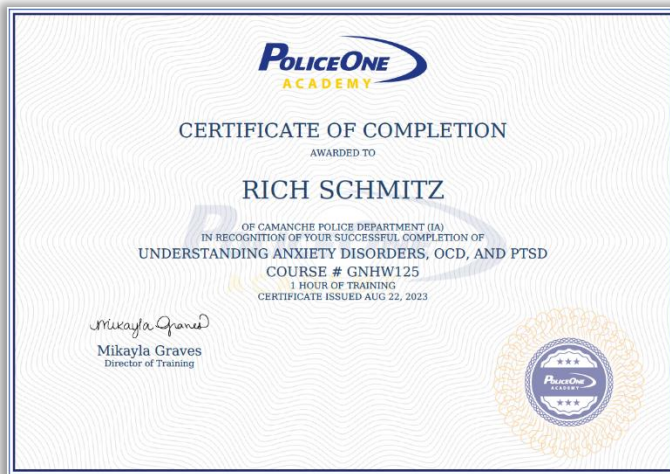 POLICEONE
ACADEMY
CERTIFICATE OF COMPLETION
AWARDED TO
RICH SCHMITZ
OF CAMANCHE POLICE DEPARTMENT (IA)
IN RECOGNITION OF YOUR SUCCESSFUL COMPLETION OF
UNDERSTANDING ANXIETY DISORDERS, OCD, AND PTSD
COURSE # GNHW125
1 HOUR OF TRAINING
CERTIFICATE ISSUED AUG 22, 2023
Mikayla Graves
Mikayla Graves
Director of Training
POLICEONE
ACADEMY